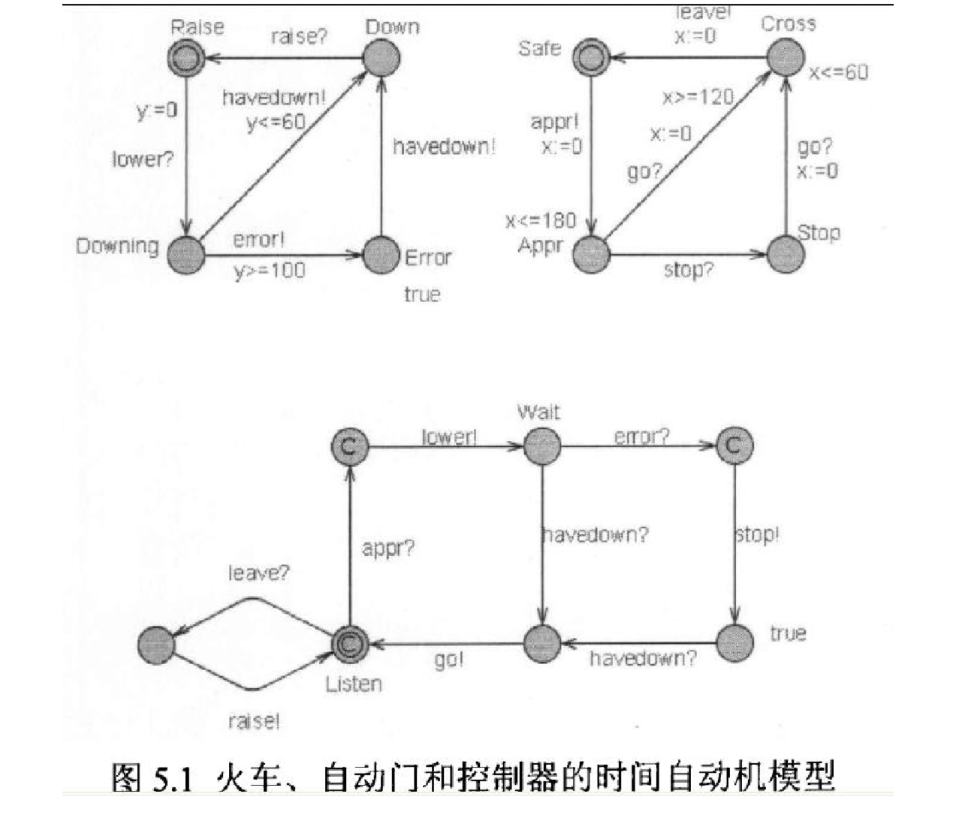 Raise
raise?
Down
y:=0
havedown!
y<=60
lower?
havedown!
Downing
error!
y>=100
Error
true
Safe
leave!
x:=0
Cross
x<=60
x>=120
appr!
x:=0
x:=0
go?
go?
x:=0
x<=180
Appr
stop?
Stop
Wait
C
lower!
error?
C
appr?
havedown?
stop!
leave?
true
C
go!
havedown?
Listen
raise!
图 5.1 火车、自动门和控制器的时间自动机模型